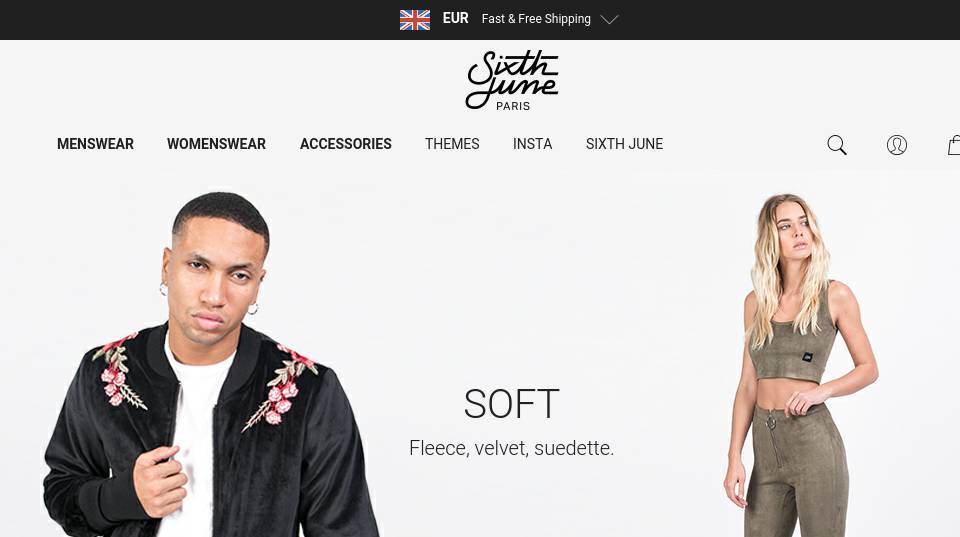 EUR Fast & Free Shipping
Sixth
June
PARIS
MENSWEAR WOMENSWEAR ACCESSORIES THEMES INSTA SIXTH JUNE
SOFT
Fleece, velvet, suedette.